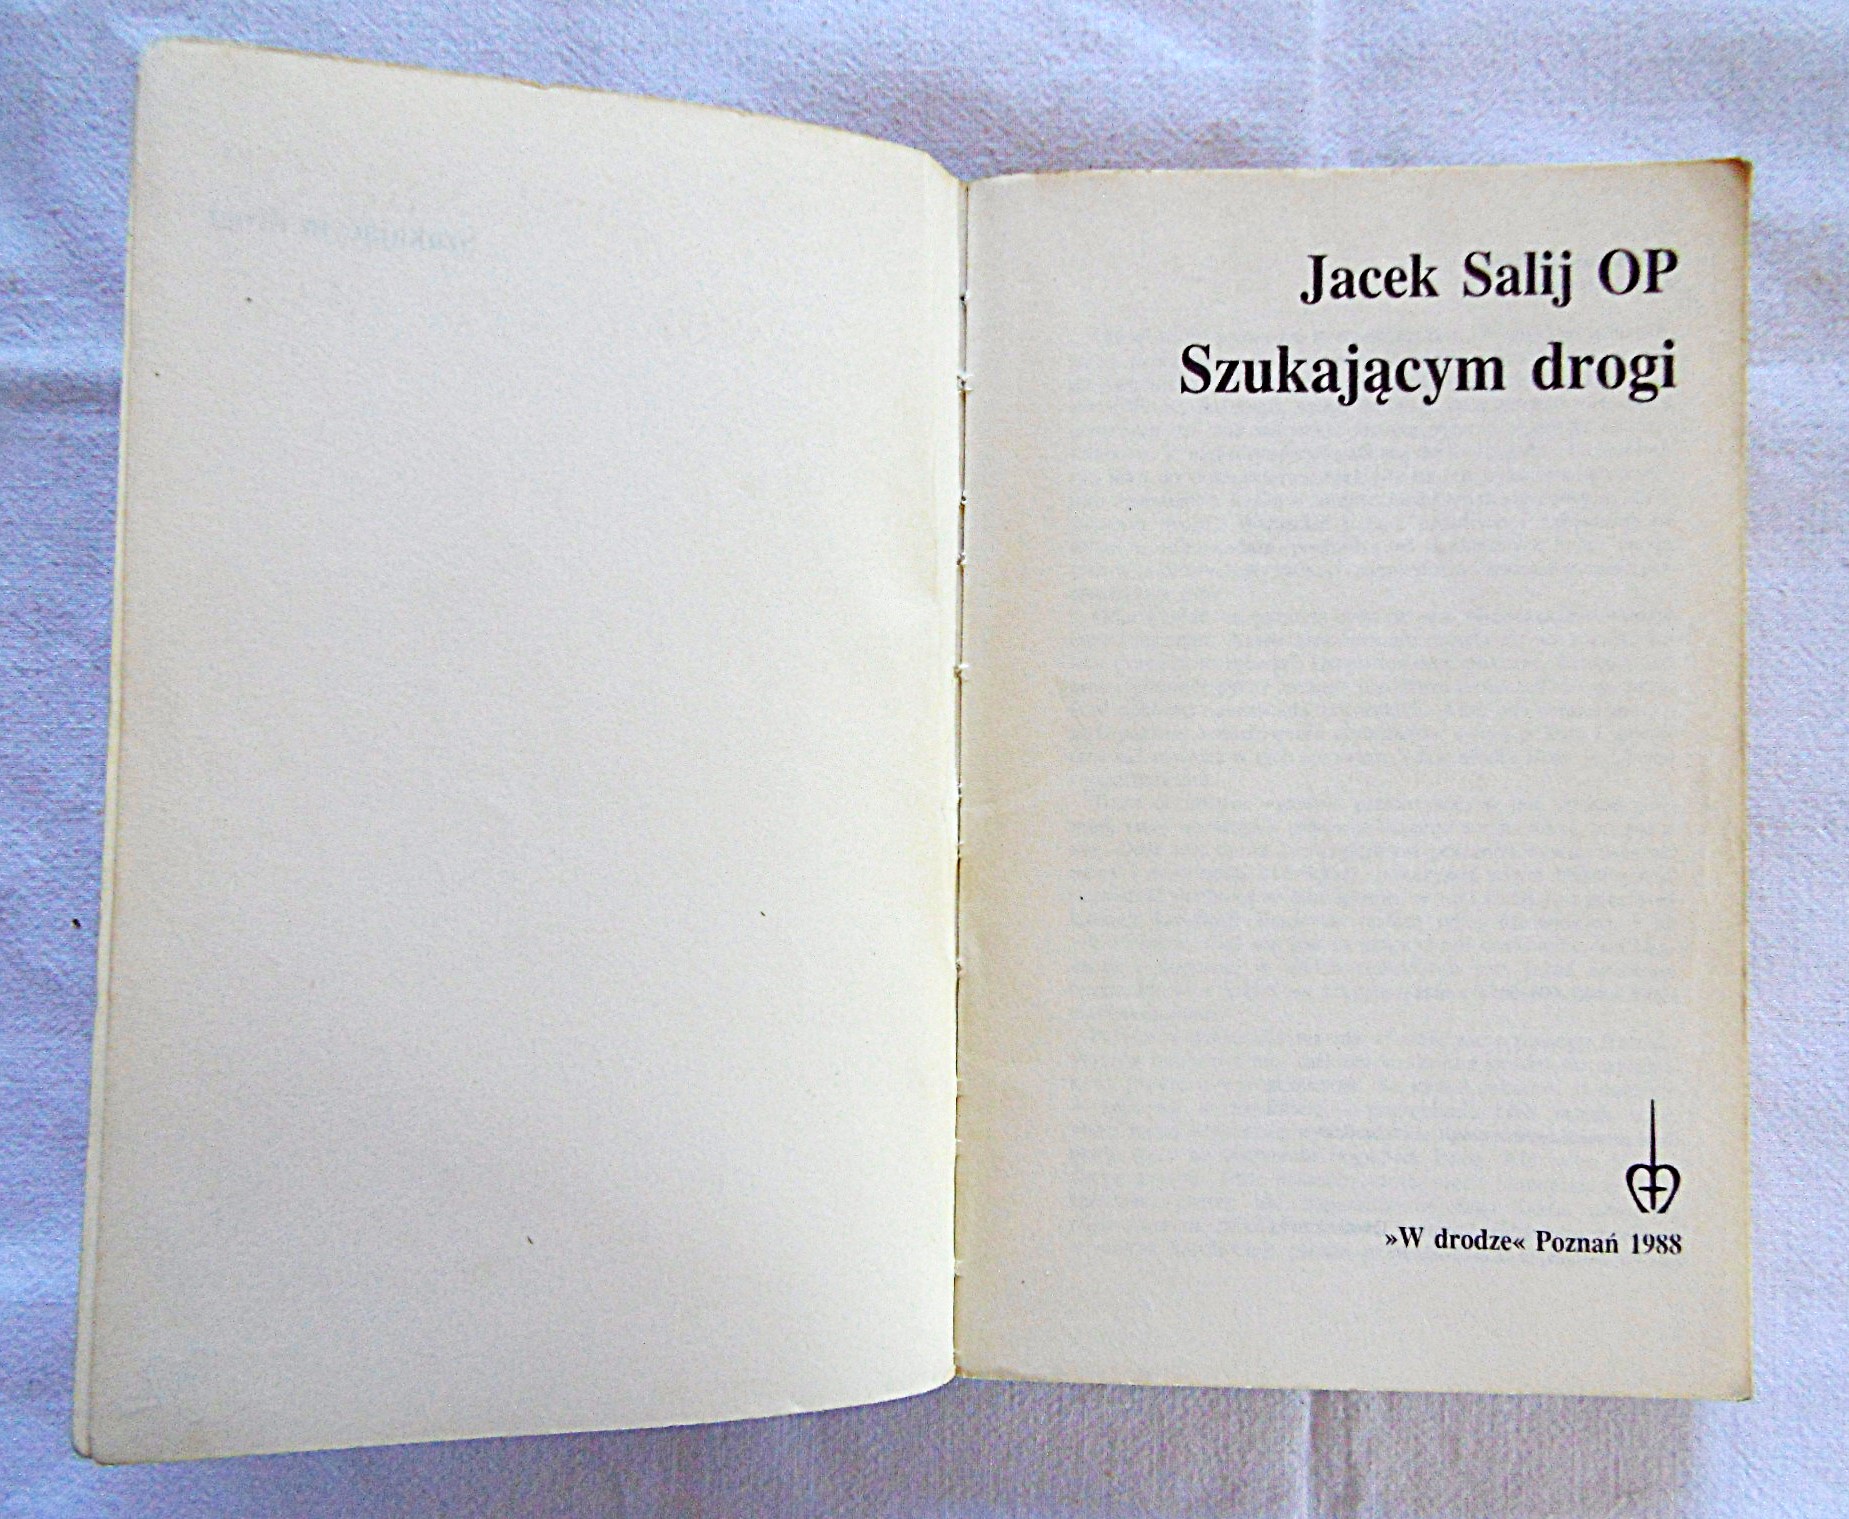 Jacek Salij OP
Szukającym drogi
»W drodze« Poznań 1988